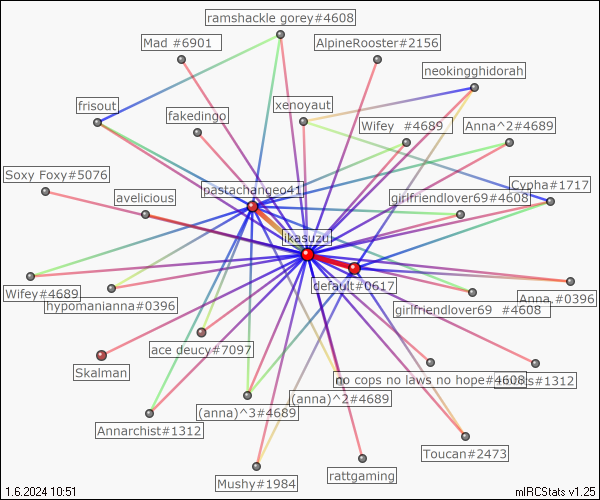 ramshackle gorey#4608
Mad #6901
AlpineRooster#2156
neokingghidorah
frisout
xenoyaut
fakedingo
Wifey  #4689
Anna^2#4689
Soxy Foxy#5076
avelicious
pastachangeo41
girlfriendlover69#4608
Cypha#1717
ikasuzu
default#0617
Wifey#4689
hypomanianna#0396
girlfriendlover69  #4608
Anna,#0396
ace deucy#7097
Skalman
no cops no laws no hope#4608
#1312
(anna)^2#4689
(anna)^3#4689
Annarchist#1312
Toucan#2473
Mushy#1984
rattgaming
1.6.2024 10:51
mIRCStats v1.25